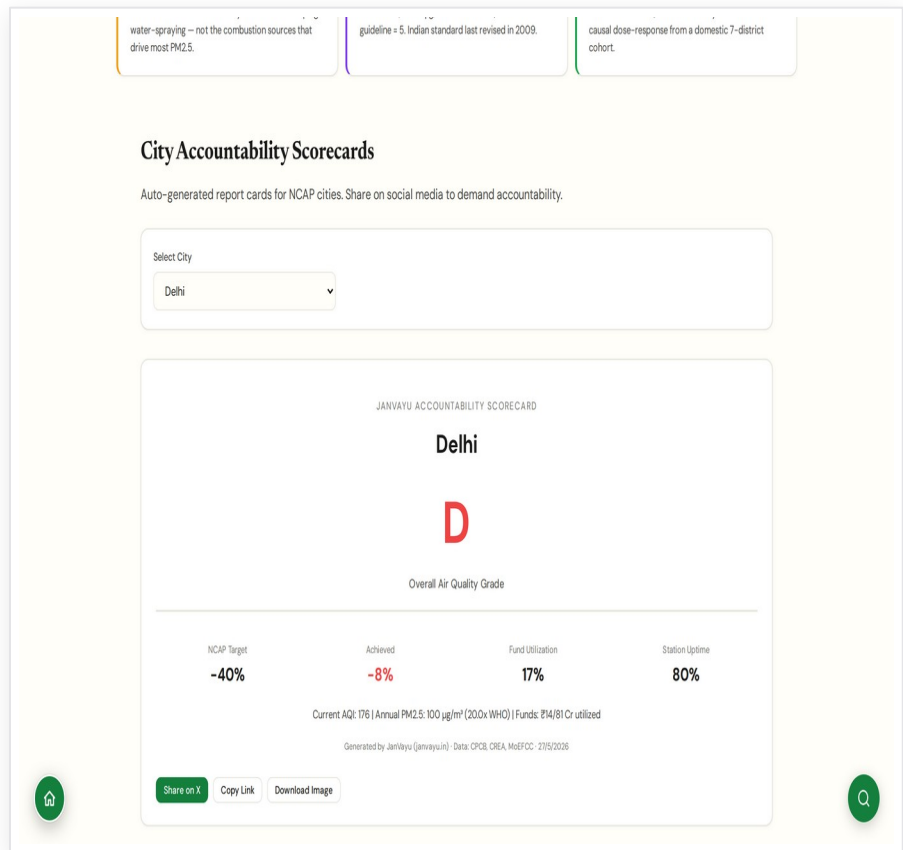 water-spraying — not the combustion sources that
drive most PM2.5.
guideline = 5. Indian standard last revised in 2009.
causal dose-response from a domestic 7-district
cohort.
City Accountability Scorecards
Auto-generated report cards for NCAP cities. Share on social media to demand accountability.
Select City
Delhi
JANVAYU ACCOUNTABILITY SCORECARD
Delhi
D
Overall Air Quality Grade
NCAP Target
-40%
Achieved
-8%
Fund Utilization
17%
Station Uptime
80%
Current AQI: 176 | Annual PM2.5: 100 µg/m³ (20.0x WHO) | Funds: ₹14/81 Cr utilized
Generated by JanVayu (janvayu.in) · Data: CPCB, CREA, MoEFCC · 27/5/2026
Share on X
Copy Link
Download Image